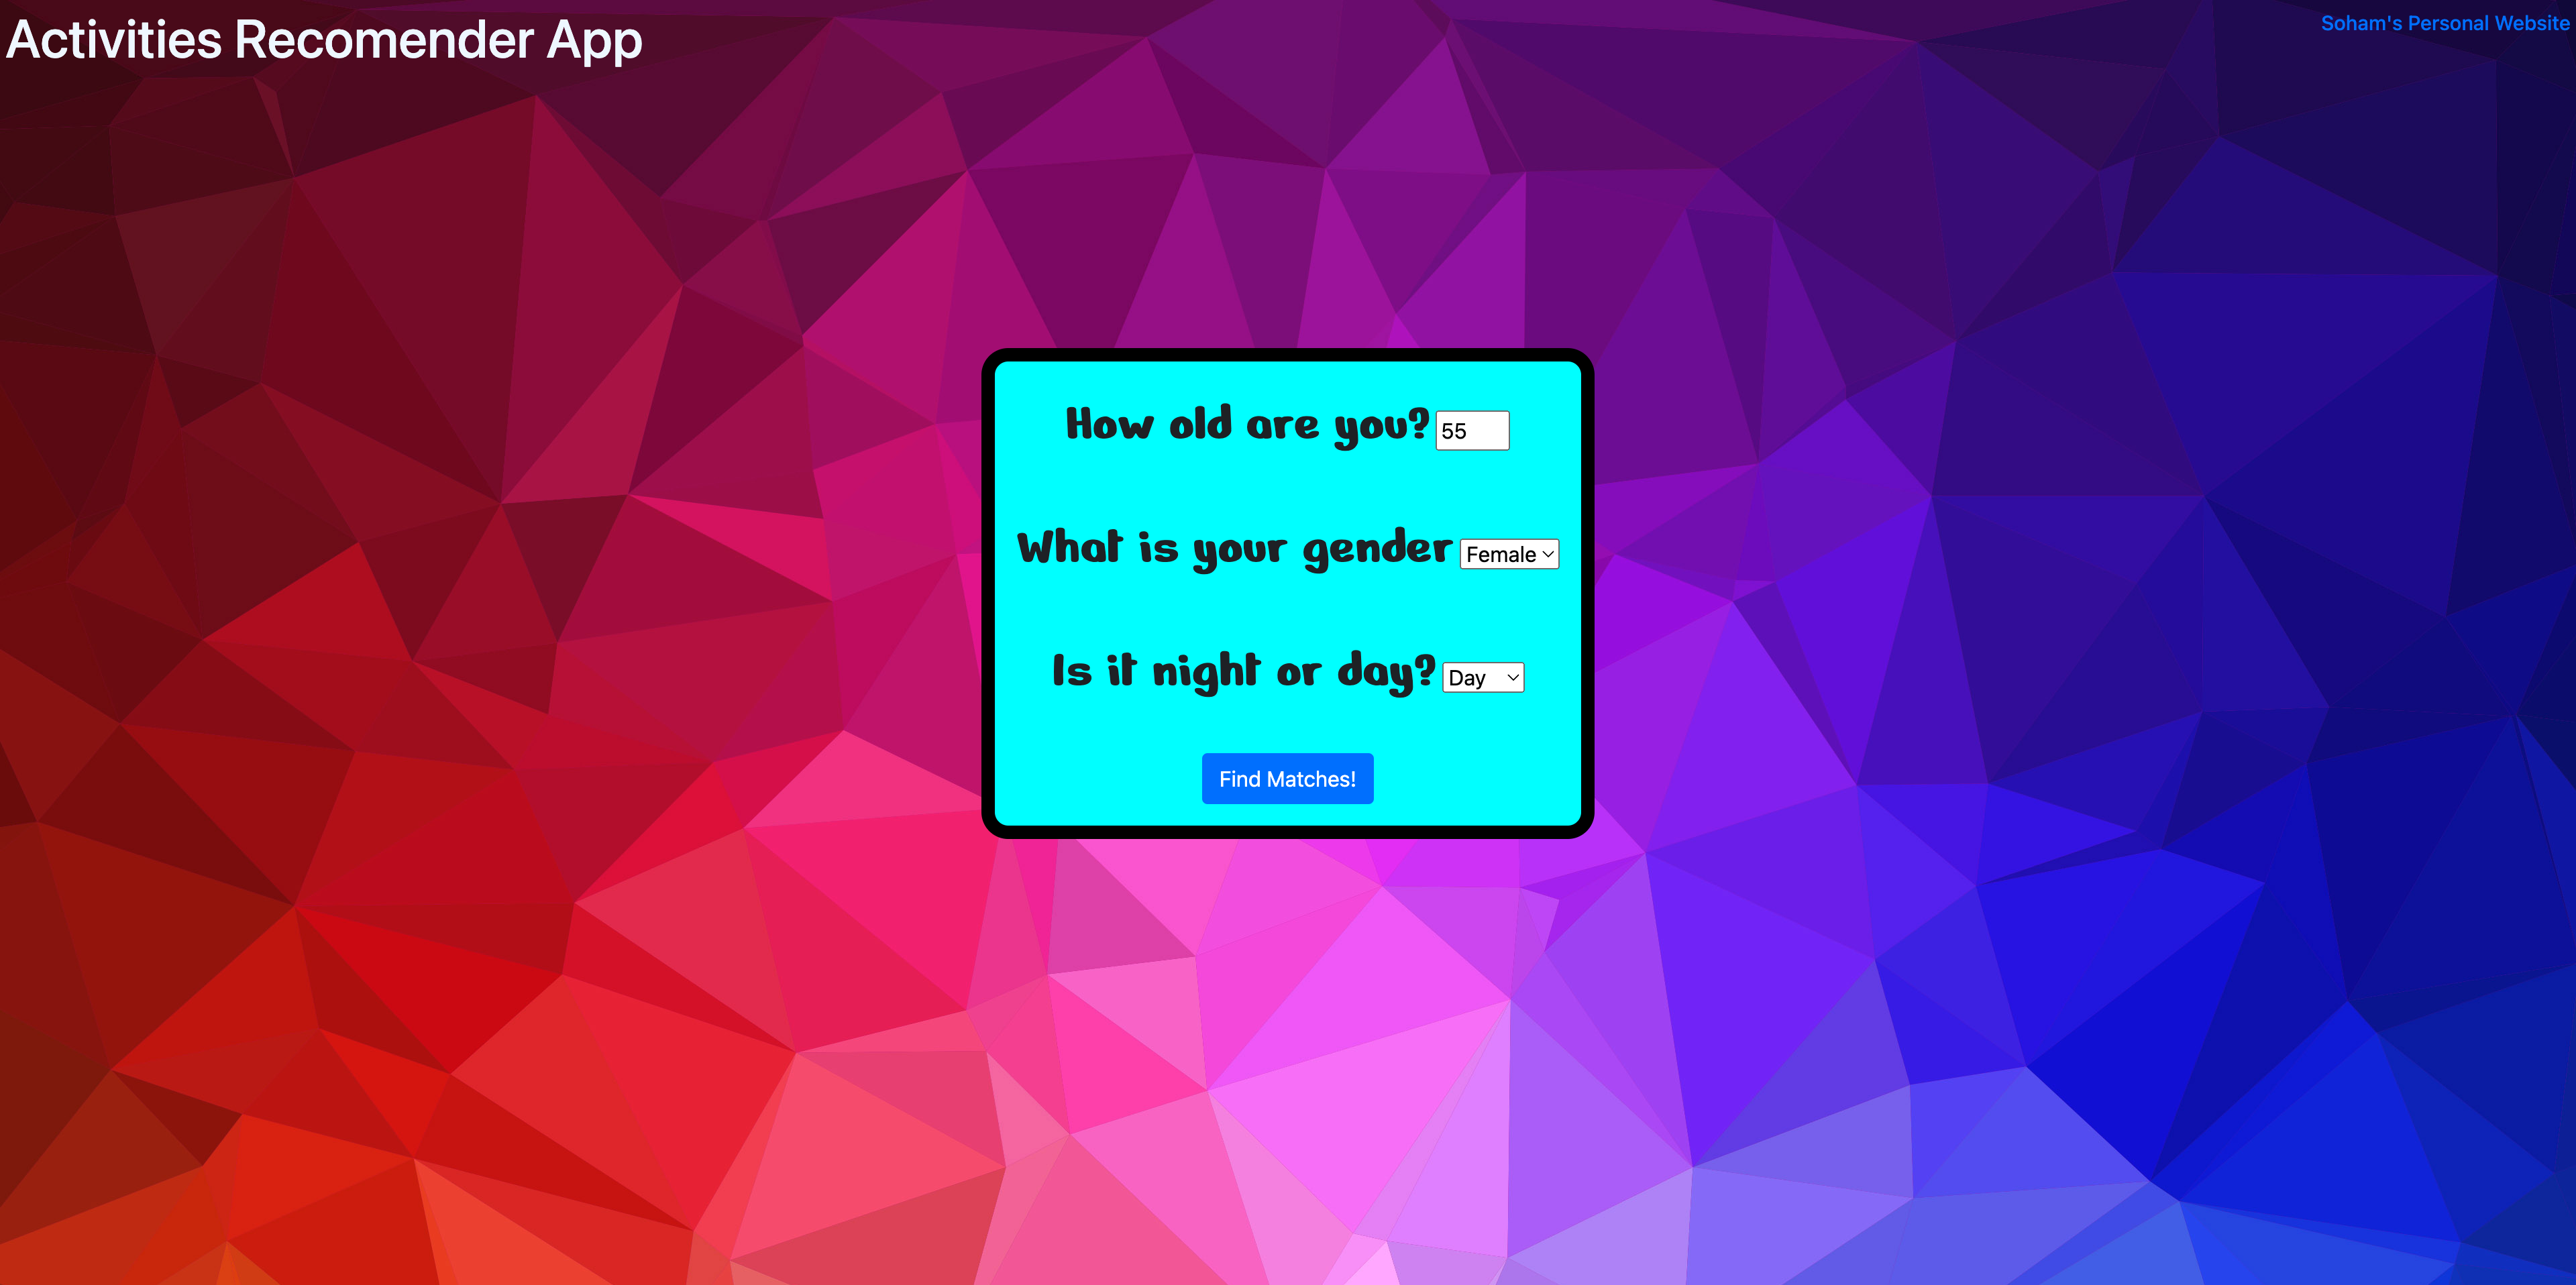 Activities Recomender App
Soham's Personal Website
How old are you? 55
What is your gender Female
Is it night or day? Day
Find Matches!